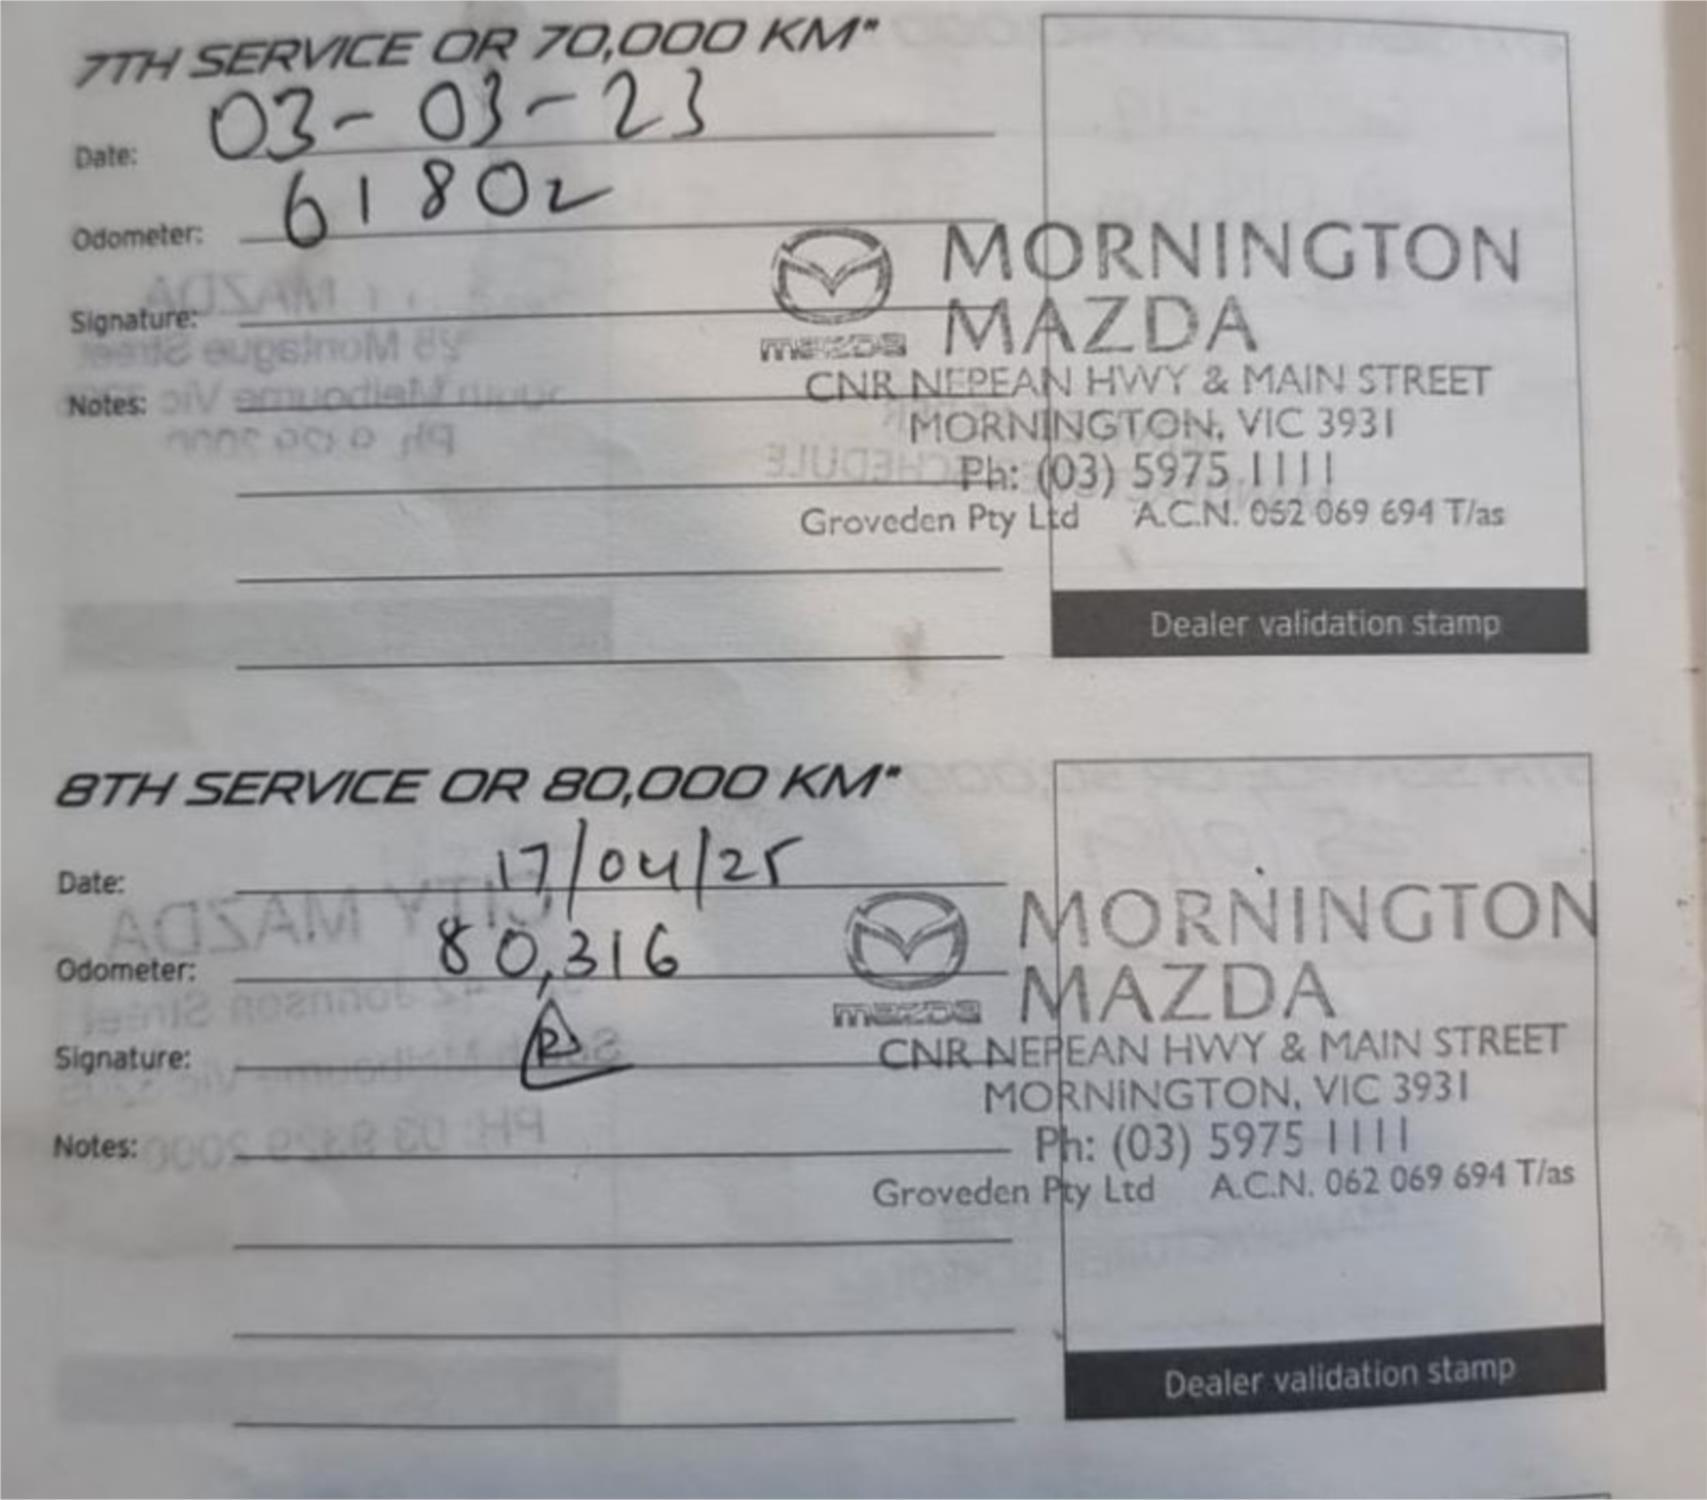 7TH SERVICE OR 70,000 KM*
Date: 03-03-23
Odometer: 61802
Signature:
Notes:
mazda
MORNINGTON
MAZDA
CNR NEPEAN HWY & MAIN STREET
MORNINGTON, VIC 3931
Ph: (03) 5975 1111
Groveden Pty Ltd A.C.N. 062 069 694 T/as
Dealer validation stamp
8TH SERVICE OR 80,000 KM*
Date: 17/04/25
Odometer: 80,316
Signature: R
Notes:
mazda
MORNINGTON
MAZDA
CNR NEPEAN HWY & MAIN STREET
MORNINGTON, VIC 3931
Ph: (03) 5975 1111
Groveden Pty Ltd A.C.N. 062 069 694 T/as
Dealer validation stamp